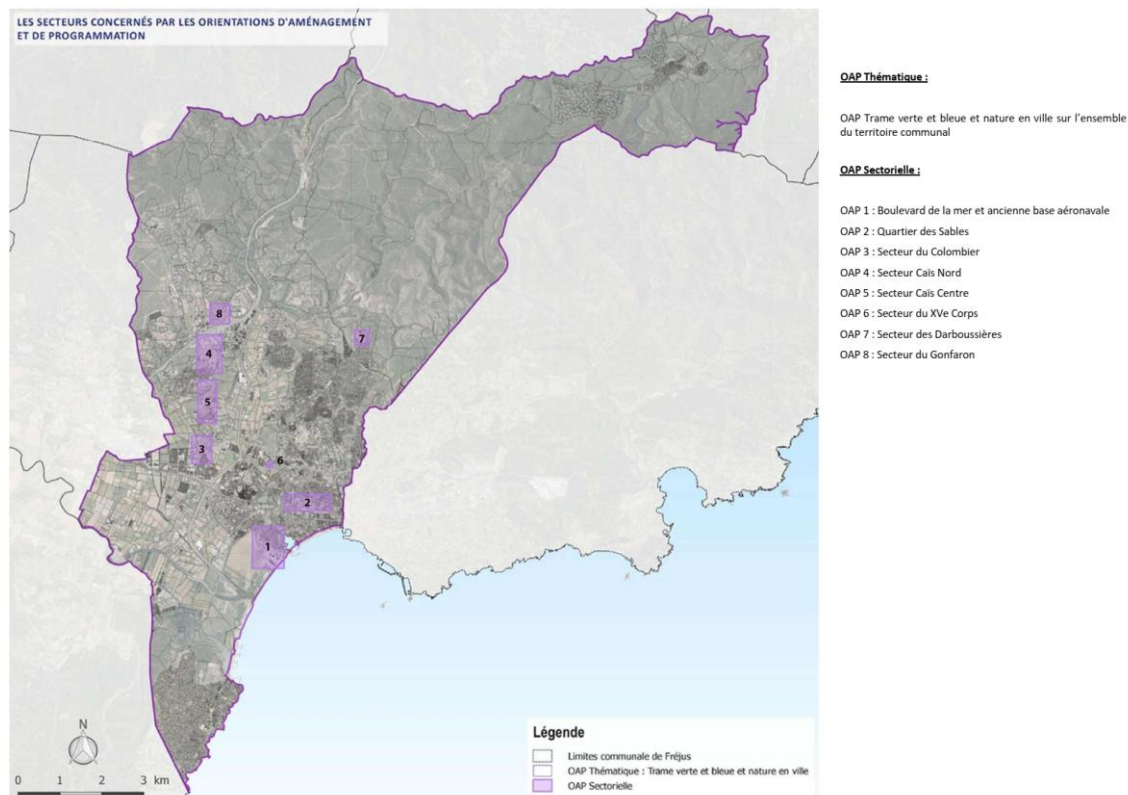 LES SECTEURS CONCERNÉS PAR LES ORIENTATIONS D'AMÉNAGEMENT
ET DE PROGRAMMATION
8
7
4
5
3
6
2
1
N
0 1 2 3 km
Légende
Limites communale de Fréjus
OAP Thématique : Trame verte et bleue et nature en ville
OAP Sectorielle
OAP Thématique :
OAP Trame verte et bleue et nature en ville sur l'ensemble
du territoire communal
OAP Sectorielle :
OAP 1 : Boulevard de la mer et ancienne base aéronavale
OAP 2 : Quartier des Sables
OAP 3 : Secteur du Colombier
OAP 4 : Secteur Caïs Nord
OAP 5 : Secteur Caïs Centre
OAP 6 : Secteur du XVe Corps
OAP 7 : Secteur des Darboussières
OAP 8 : Secteur du Gonfaron